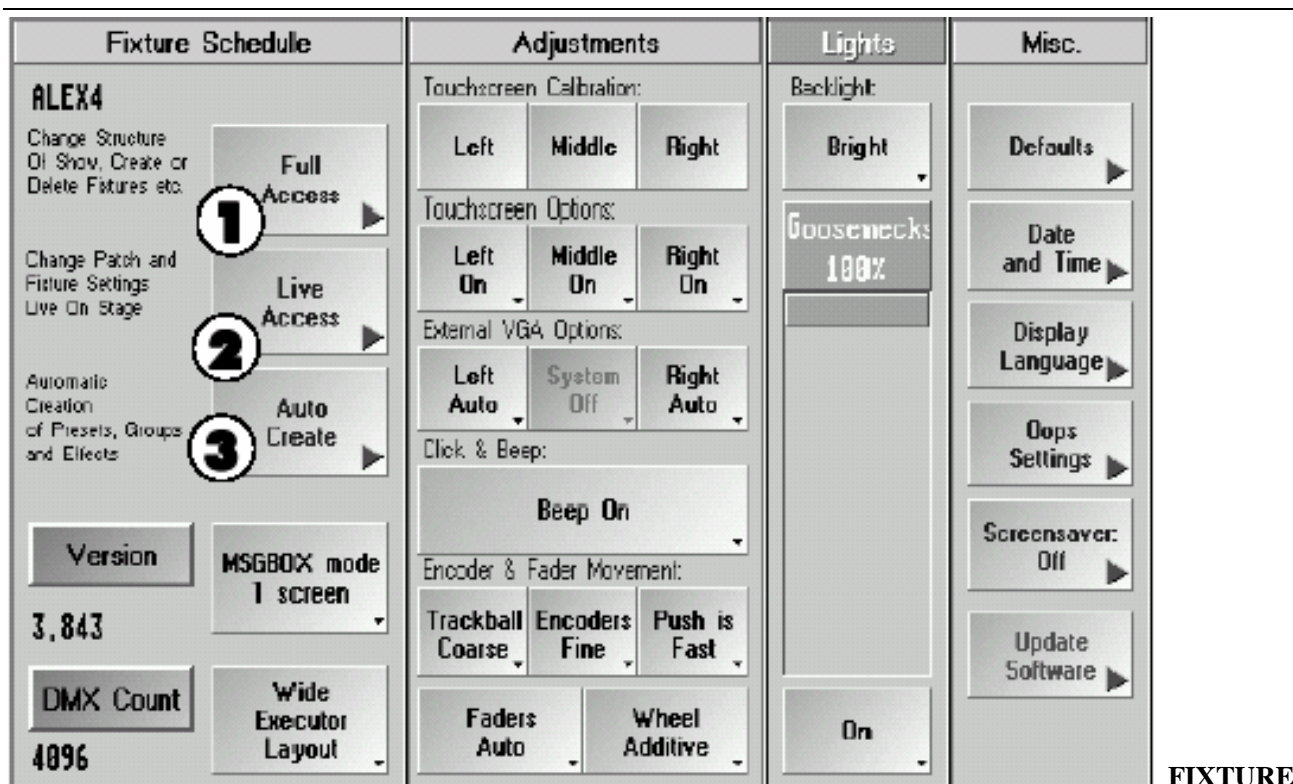 Fixture Schedule
ALEX4
Change Structure
Of Show, Create or
Delete Fixtures etc.
Full
Access
1
Change Patch and
Fixture Settings
Live On Stage
Live
Access
2
Automatic
Creation
of Presets, Groups
and Effects
Auto
Create
3
Version
3,843
MSGBOX mode
1 screen
DMX Count
4096
Wide
Executor
Layout
Adjustments
Touchscreen Calibration:
Left
Middle
Right
Touchscreen Options:
Left
On
Middle
On
Right
On
External VGA Options:
Left
Auto
System
Off
Right
Auto
Click & Beep:
Beep On
Encoder & Fader Movement:
Trackball
Coarse
Encoders
Fine
Push is
Fast
Faders
Auto
Wheel
Additive
Lights
Backlight:
Bright
Goosenecks
100%
On
Misc.
Defaults
Date
and Time
Display
Language
Oops
Settings
Screensaver:
Off
Update
Software
FIXTURE